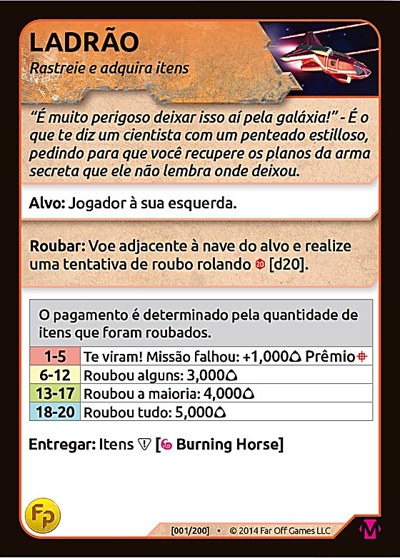 LADRÃO
Rastreie e adquira itens
“É muito perigoso deixar isso aí pela galáxia!” - É o
que te diz um cientista com um penteado estilloso,
pedindo para que você recupere os planos da arma
secreta que ele não lembra onde deixou.
Alvo: Jogador à sua esquerda.
Roubar: Voe adjacente à nave do alvo e realize
uma tentativa de roubo rolando 20 [d20].
O pagamento é determinado pela quantidade de
itens que foram roubados.
1-5 Te viram! Missão falhou: +1,000 Prêmio
6-12 Roubou alguns: 3,000
13-17 Roubou a maioria: 4,000
18-20 Roubou tudo: 5,000
Entregar: Itens [Burning Horse]
FP [001/200] • © 2014 Far Off Games LLC